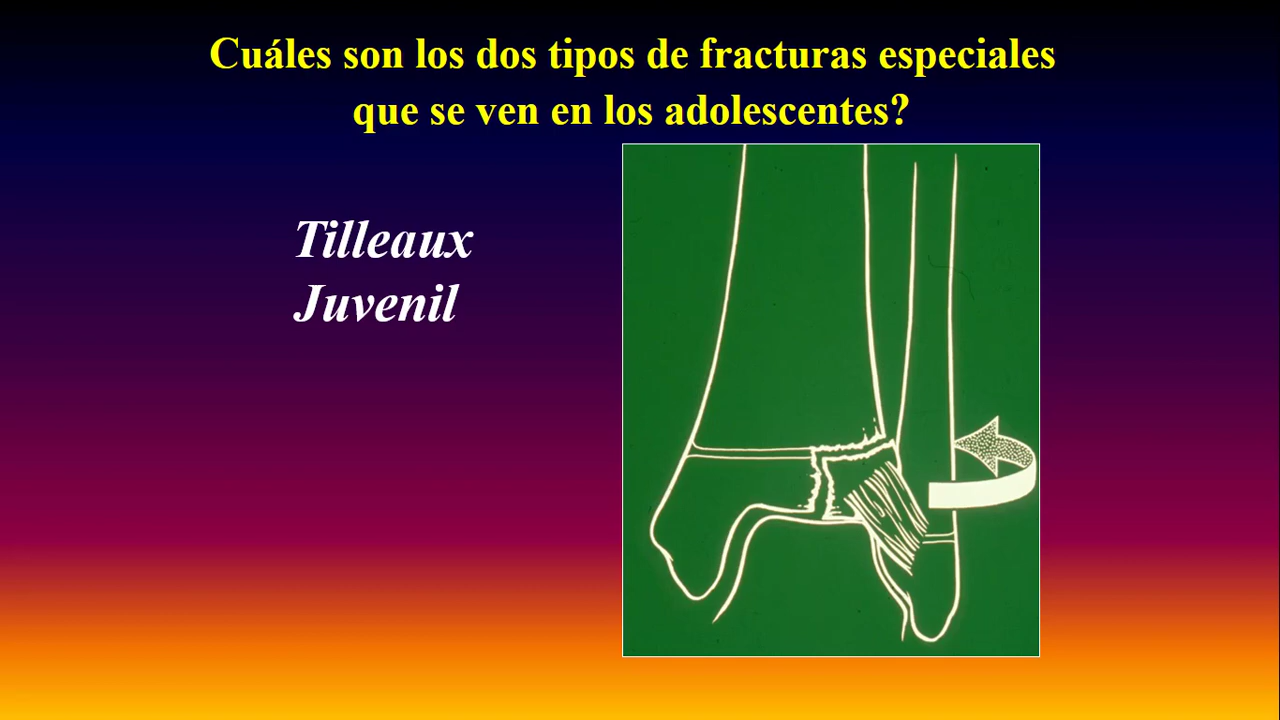 Cuáles son los dos tipos de fracturas especiales
que se ven en los adolescentes?
Tilleaux
Juvenil